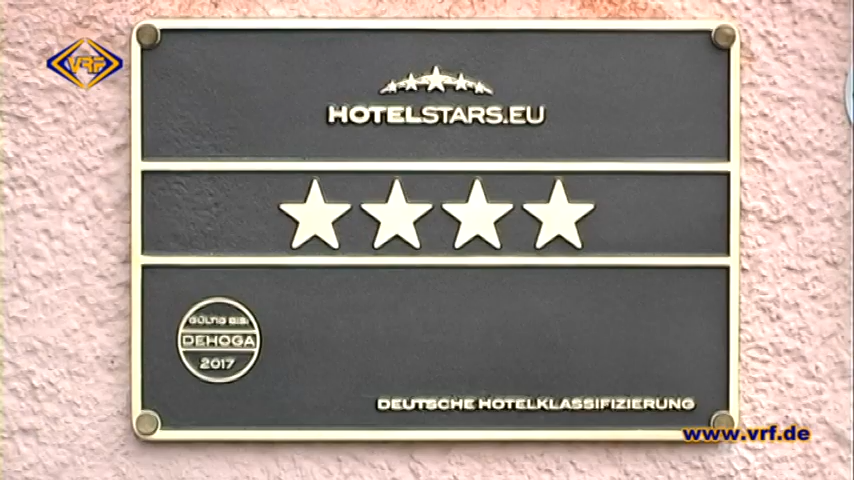 VRF
HOTELSTARS.EU
GÜLTIG BIS:
DEHOGA
2017
DEUTSCHE HOTELKLASSIFIZIERUNG
www.vrf.de